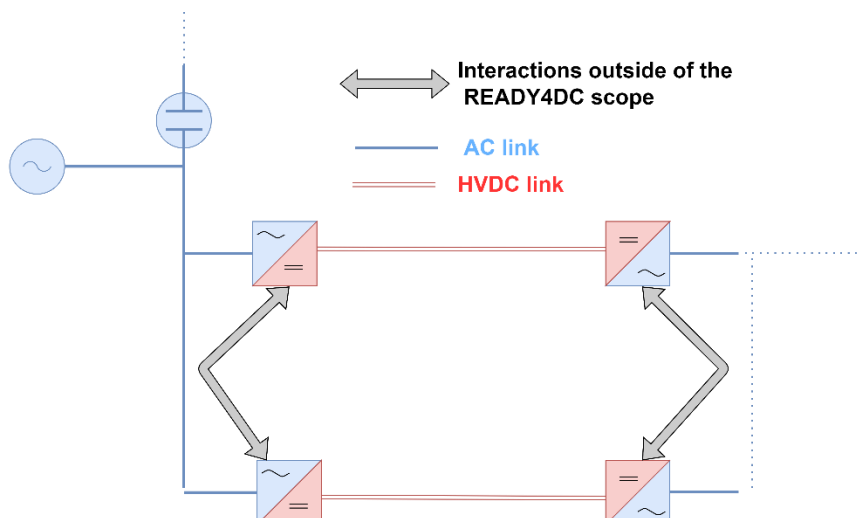 Interactions outside of the
READY4DC scope
AC link
HVDC link